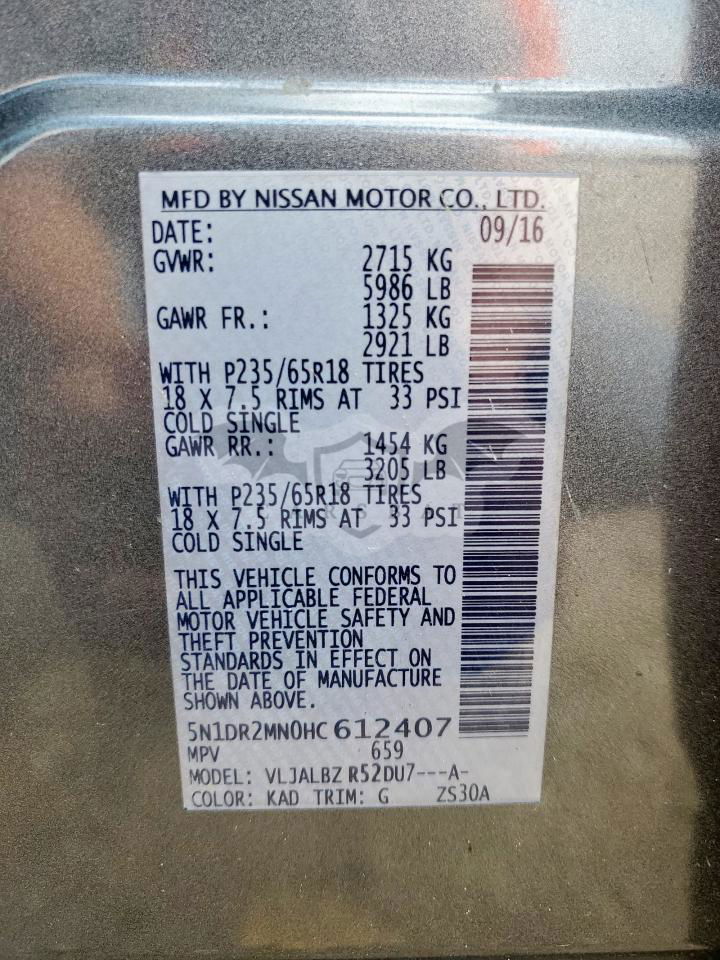 MFD BY NISSAN MOTOR CO., LTD.
DATE: 09/16
GVWR: 2715 KG
5986 LB
GAWR FR.: 1325 KG
2921 LB
WITH P235/65R18 TIRES
18 X 7.5 RIMS AT 33 PSI
COLD SINGLE
GAWR RR.: 1454 KG
3205 LB
WITH P235/65R18 TIRES
18 X 7.5 RIMS AT 33 PSI
COLD SINGLE
THIS VEHICLE CONFORMS TO
ALL APPLICABLE FEDERAL
MOTOR VEHICLE SAFETY AND
THEFT PREVENTION
STANDARDS IN EFFECT ON
THE DATE OF MANUFACTURE
SHOWN ABOVE.
5N1DR2MN0HC612407
MPV 659
MODEL: VLJALBZ R52DU7---A-
COLOR: KAD TRIM: G ZS30A